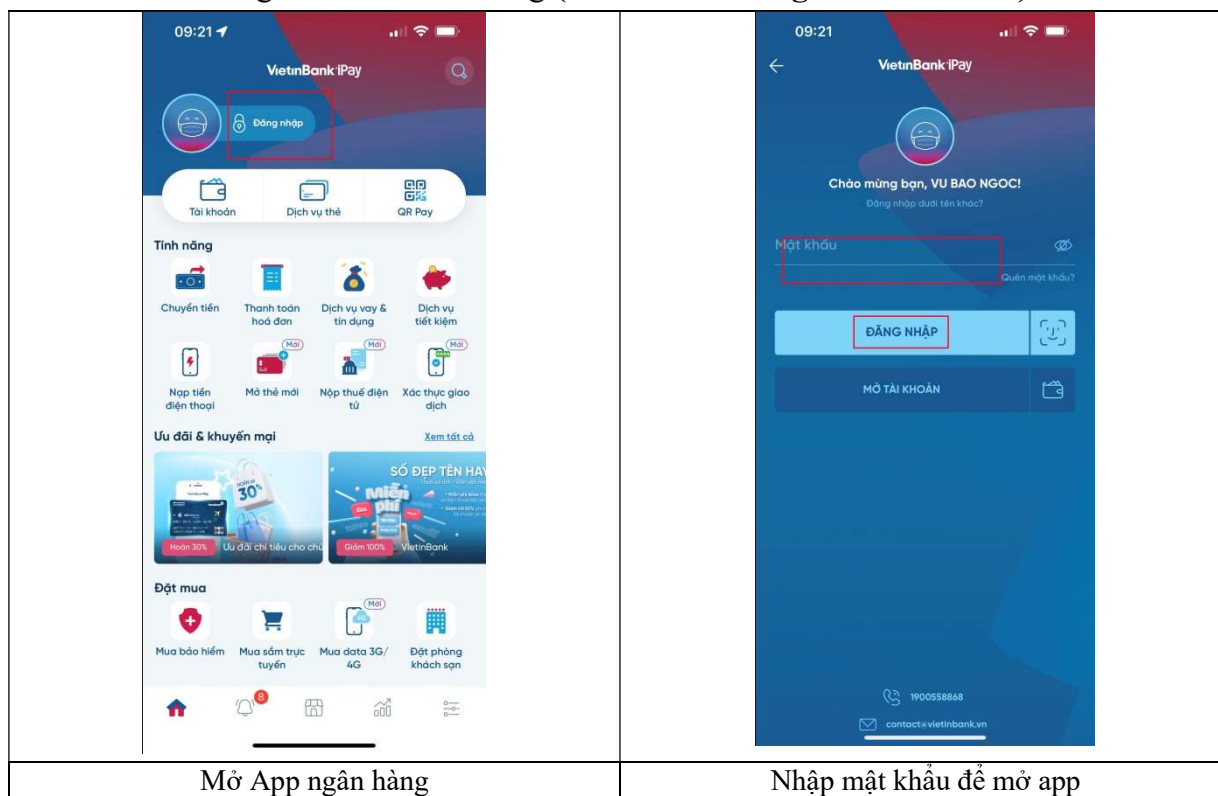 09:21
VietinBank iPay
Đăng nhập
Tài khoản
Dịch vụ thẻ
QR Pay
Tính năng
Chuyển tiền
Thanh toán
hoá đơn
Dịch vụ vay &
tín dụng
Dịch vụ
tiết kiệm
Mới
Mới
Mới
Nạp tiền
điện thoại
Mở thẻ mới
Nộp thuế điện
tử
Xác thực giao
dịch
Ưu đãi & khuyến mại
Xem tất cả
30%
SỐ ĐẸP TÊN HAY
Miễn
phí
Hoàn 30%
Ưu đãi chi tiêu cho chủ
Giảm 100%
VietinBank
Đặt mua
Mới
Mua bảo hiểm
Mua sắm trực
tuyến
Mua data 3G/
4G
Đặt phòng
khách sạn
8
Mở App ngân hàng
09:21
VietinBank iPay
Chào mừng bạn, VU BAO NGOC!
Đăng nhập dưới tên khác?
Mật khẩu
Quên mật khẩu?
ĐĂNG NHẬP
MỞ TÀI KHOẢN
1900558868
contact@vietinbank.vn
Nhập mật khẩu để mở app